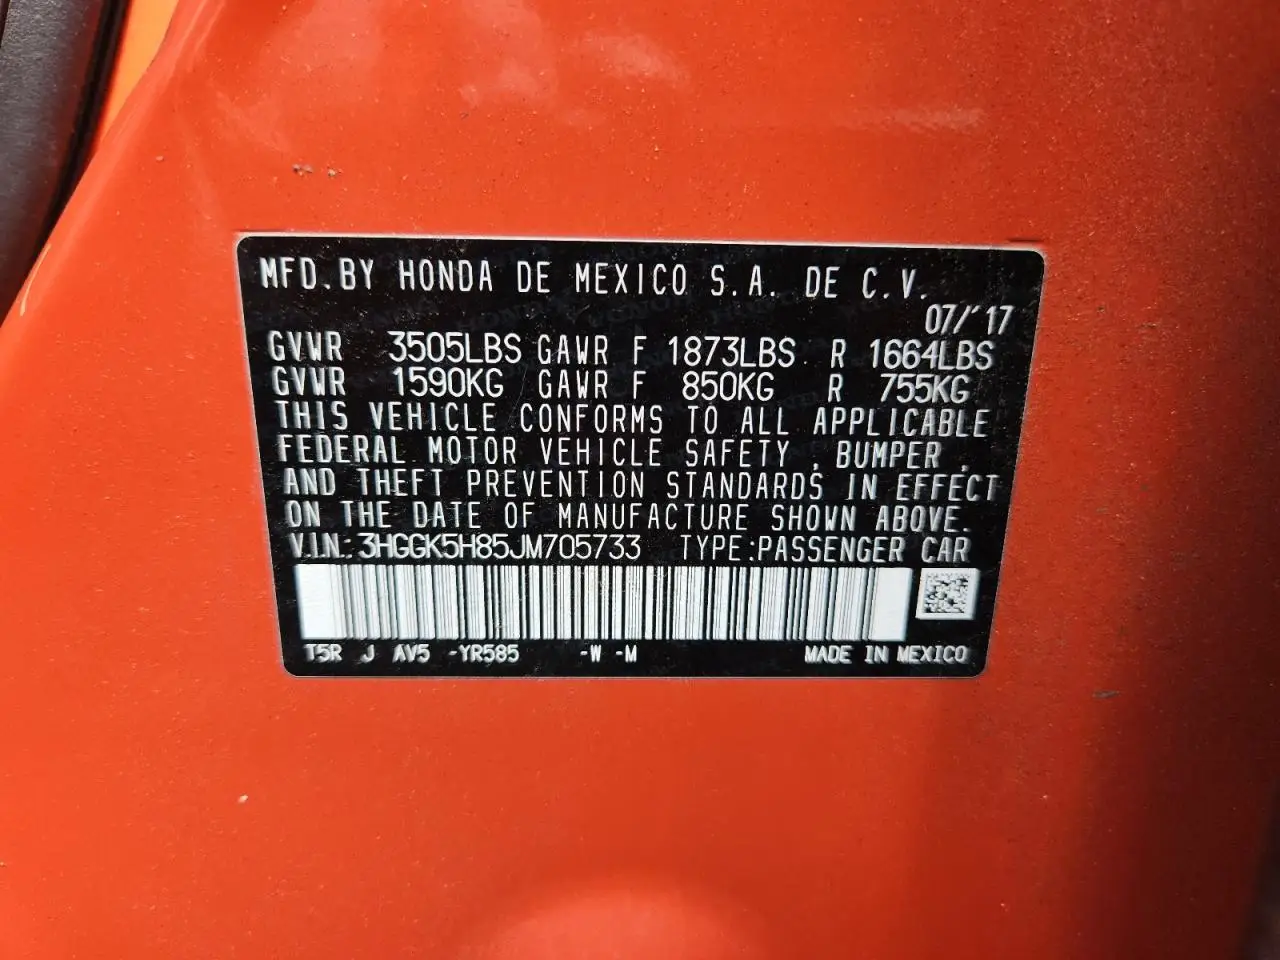 MFD.BY HONDA DE MEXICO S.A. DE C.V.
07/'17
GVWR 3505LBS GAWR F 1873LBS R 1664LBS
GVWR 1590KG GAWR F 850KG R 755KG
THIS VEHICLE CONFORMS TO ALL APPLICABLE
FEDERAL MOTOR VEHICLE SAFETY , BUMPER ,
AND THEFT PREVENTION STANDARDS IN EFFECT
ON THE DATE OF MANUFACTURE SHOWN ABOVE.
V.I.N.:3HGGK5H85JM705733 TYPE:PASSENGER CAR
T5R J AV5 -YR585 -W -M MADE IN MEXICO